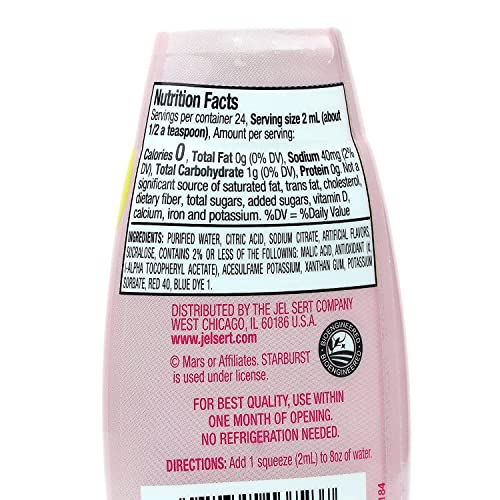 Nutrition Facts
Servings per container 24, Serving size 2 mL (about
1/2 a teaspoon), Amount per serving:
Calories 0, Total Fat 0g (0% DV), Sodium 40mg (2%
DV), Total Carbohydrate 1g (0% DV), Protein 0g. Not a
significant source of saturated fat, trans fat, cholesterol,
dietary fiber, total sugars, added sugars, vitamin D,
calcium, iron and potassium. %DV = %Daily Value
INGREDIENTS: PURIFIED WATER, CITRIC ACID, SODIUM CITRATE, ARTIFICIAL FLAVORS,
SUCRALOSE, CONTAINS 2% OR LESS OF THE FOLLOWING: MALIC ACID, ANTIOXIDANT
-ALPHA TOCOPHERYL ACETATE), ACESULFAME POTASSIUM, XANTHAN GUM, POTASSIUM
SORBATE, RED 40, BLUE DYE 1.
DISTRIBUTED BY THE JEL SERT COMPANY
WEST CHICAGO, IL 60186 U.S.A.
www.jelsert.com
BIOENGINEERED
BIOENGINEERED
© Mars or Affiliates. STARBURST
is used under license.
FOR BEST QUALITY, USE WITHIN
ONE MONTH OF OPENING.
NO REFRIGERATION NEEDED.
DIRECTIONS: Add 1 squeeze (2mL) to 8oz of water.
184